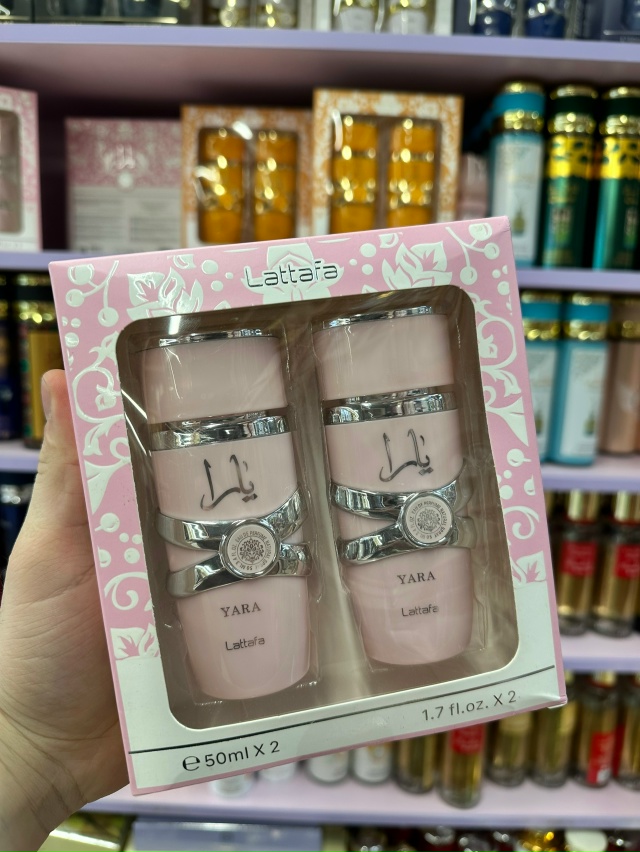 Lattafa
يارا
YARA
Lattafa
يارا
YARA
Lattafa
℮50ml X 2
1.7 fl.oz. X 2